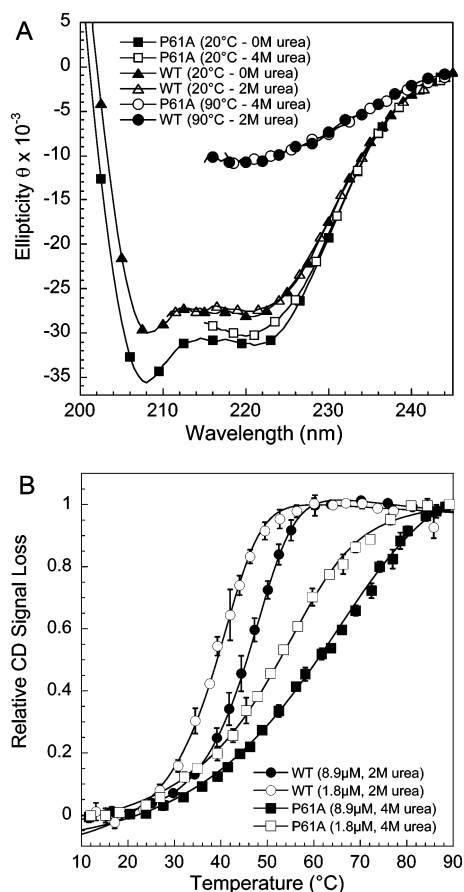 A
P61A (20°C - 0M urea)
P61A (20°C - 4M urea)
WT (20°C - 0M urea)
WT (20°C - 2M urea)
P61A (90°C - 4M urea)
WT (90°C - 2M urea)
Ellipticity θ x 10⁻³
5
0
-5
-10
-15
-20
-25
-30
-35
200
210
220
230
240
Wavelength (nm)
B
Relative CD Signal Loss
1
0.8
0.6
0.4
0.2
0
WT (8.9µM, 2M urea)
WT (1.8µM, 2M urea)
P61A (8.9µM, 4M urea)
P61A (1.8µM, 4M urea)
10
20
30
40
50
60
70
80
90
Temperature (°C)